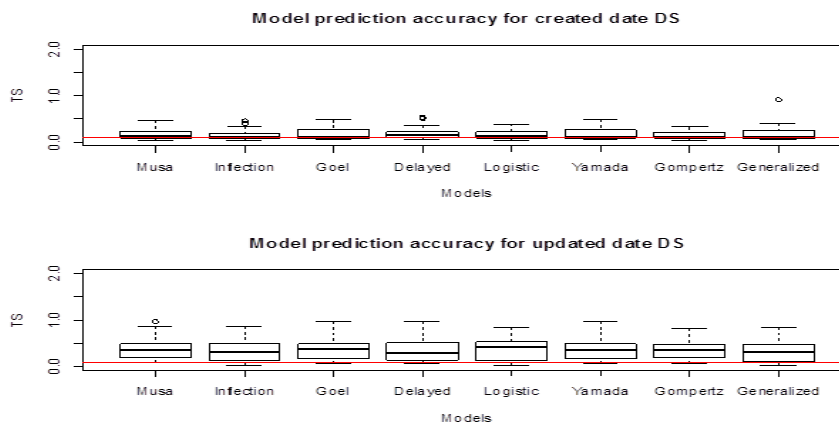 Model prediction accuracy for created date DS
TS
2.0
1.0
0.0
Musa Infection Goel Delayed Logistic Yamada Gompertz Generalized
Models
Model prediction accuracy for updated date DS
TS
2.0
1.0
0.0
Musa Infection Goel Delayed Logistic Yamada Gompertz Generalized
Models